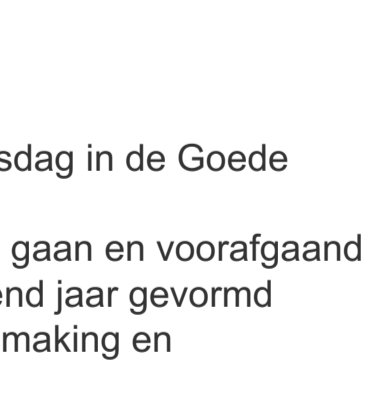 sdag in de Goede
gaan en voorafgaand
end jaar gevormd
making en